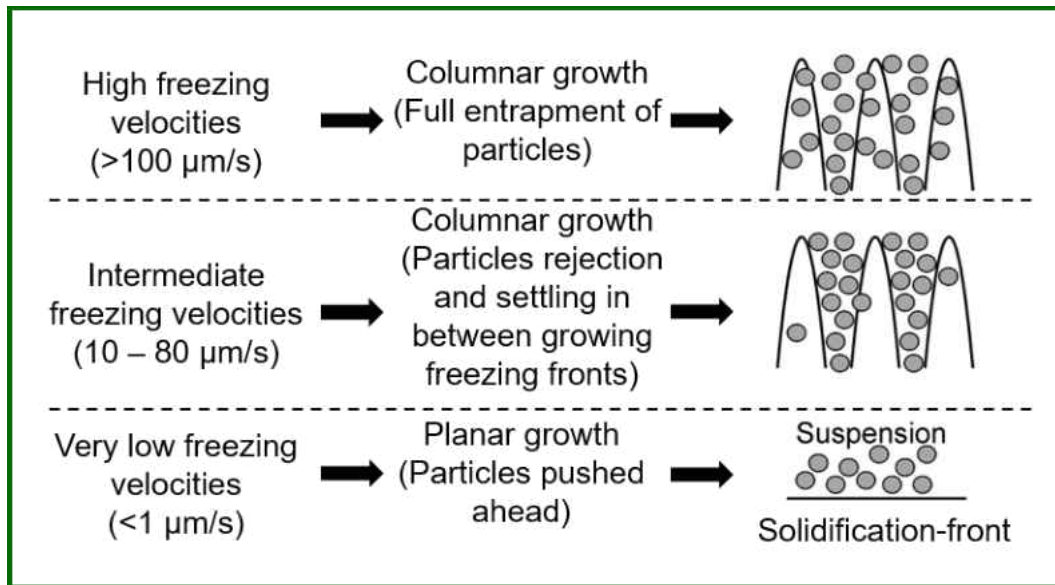 High freezing
velocities
(>100 μm/s)
Columnar growth
(Full entrapment of
particles)
Intermediate
freezing velocities
(10 – 80 μm/s)
Columnar growth
(Particles rejection
and settling in
between growing
freezing fronts)
Very low freezing
velocities
(<1 μm/s)
Planar growth
(Particles pushed
ahead)
Suspension
Solidification-front